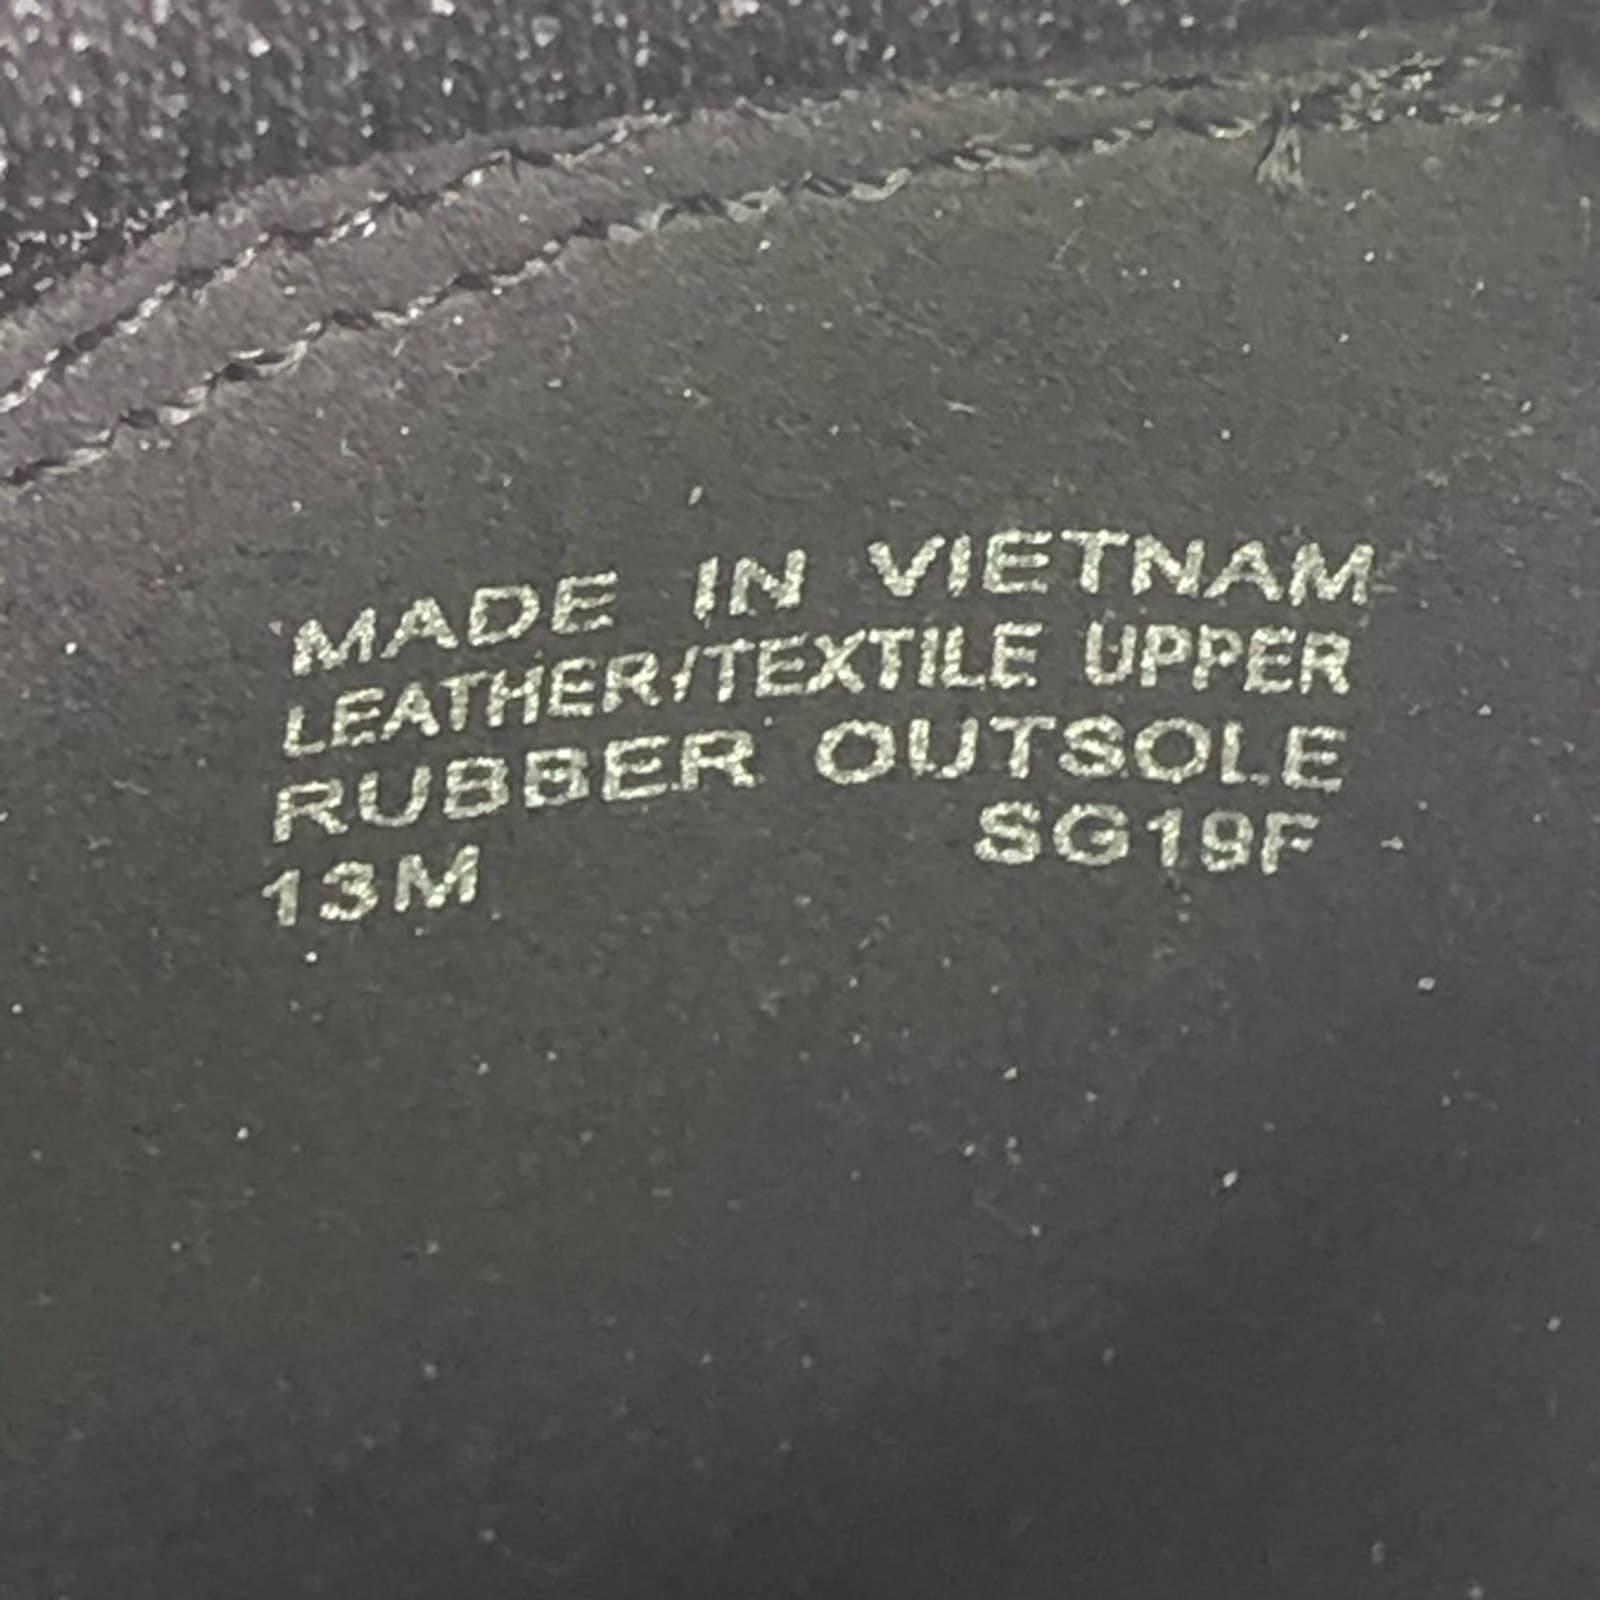 MADE IN VIETNAM
LEATHER/TEXTILE UPPER
RUBBER OUTSOLE
13M SG19F